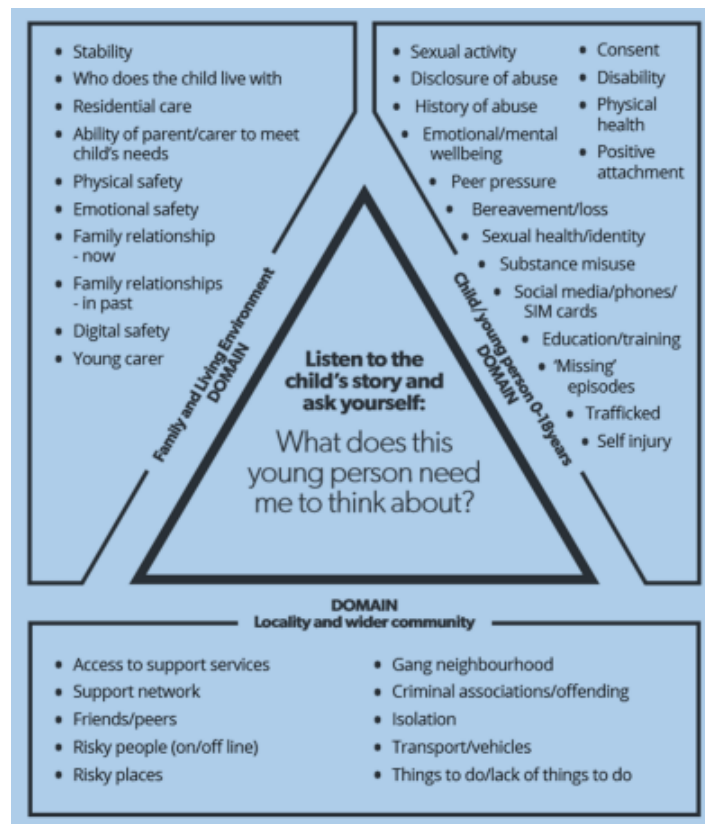 • Stability
• Who does the child live with
• Residential care
• Ability of parent/carer to meet
child's needs
• Physical safety
• Emotional safety
• Family relationship
- now
• Family relationships
- in past
• Digital safety
• Young carer
Family and Living Environment
DOMAIN
• Sexual activity
• Disclosure of abuse
• History of abuse
• Emotional/mental
wellbeing
• Peer pressure
• Bereavement/loss
• Sexual health/identity
• Substance misuse
• Social media/phones/
SIM cards
• Education/training
• 'Missing'
episodes
• Trafficked
• Self injury
• Consent
• Disability
• Physical
health
• Positive
attachment
Child/young person 0-18years
DOMAIN
Listen to the
child's story and
ask yourself:
What does this
young person need
me to think about?
DOMAIN
Locality and wider community
• Access to support services
• Support network
• Friends/peers
• Risky people (on/off line)
• Risky places
• Gang neighbourhood
• Criminal associations/offending
• Isolation
• Transport/vehicles
• Things to do/lack of things to do